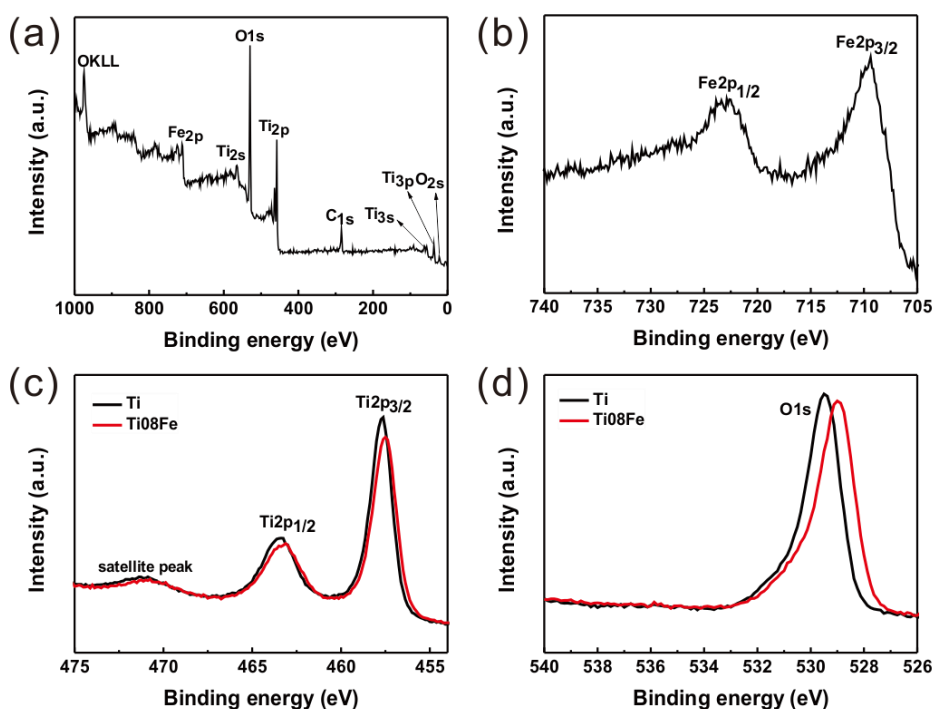 (a)
OKLL
Fe2p
Ti2s
O1s
Ti2p
C1s
Ti3s
Ti3p
O2s
Intensity (a.u.)
1000 800 600 400 200 0
Binding energy (eV)
(b)
Fe2p1/2
Fe2p3/2
Intensity (a.u.)
740 735 730 725 720 715 710 705
Binding energy (eV)
(c)
Ti
Ti08Fe
Ti2p3/2
Ti2p1/2
satellite peak
Intensity (a.u.)
475 470 465 460 455
Binding energy (eV)
(d)
Ti
Ti08Fe
O1s
Intensity (a.u.)
540 538 536 534 532 530 528 526
Binding energy (eV)